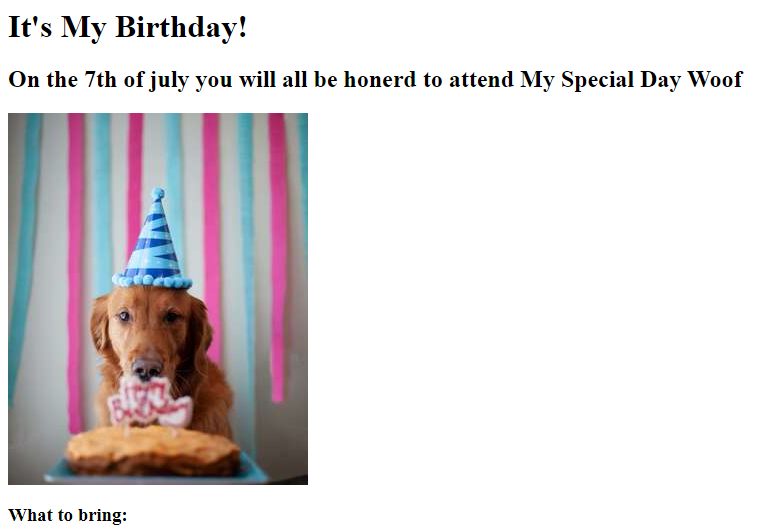 It's My Birthday!
On the 7th of july you will all be honerd to attend My Special Day Woof
Birthday
What to bring: